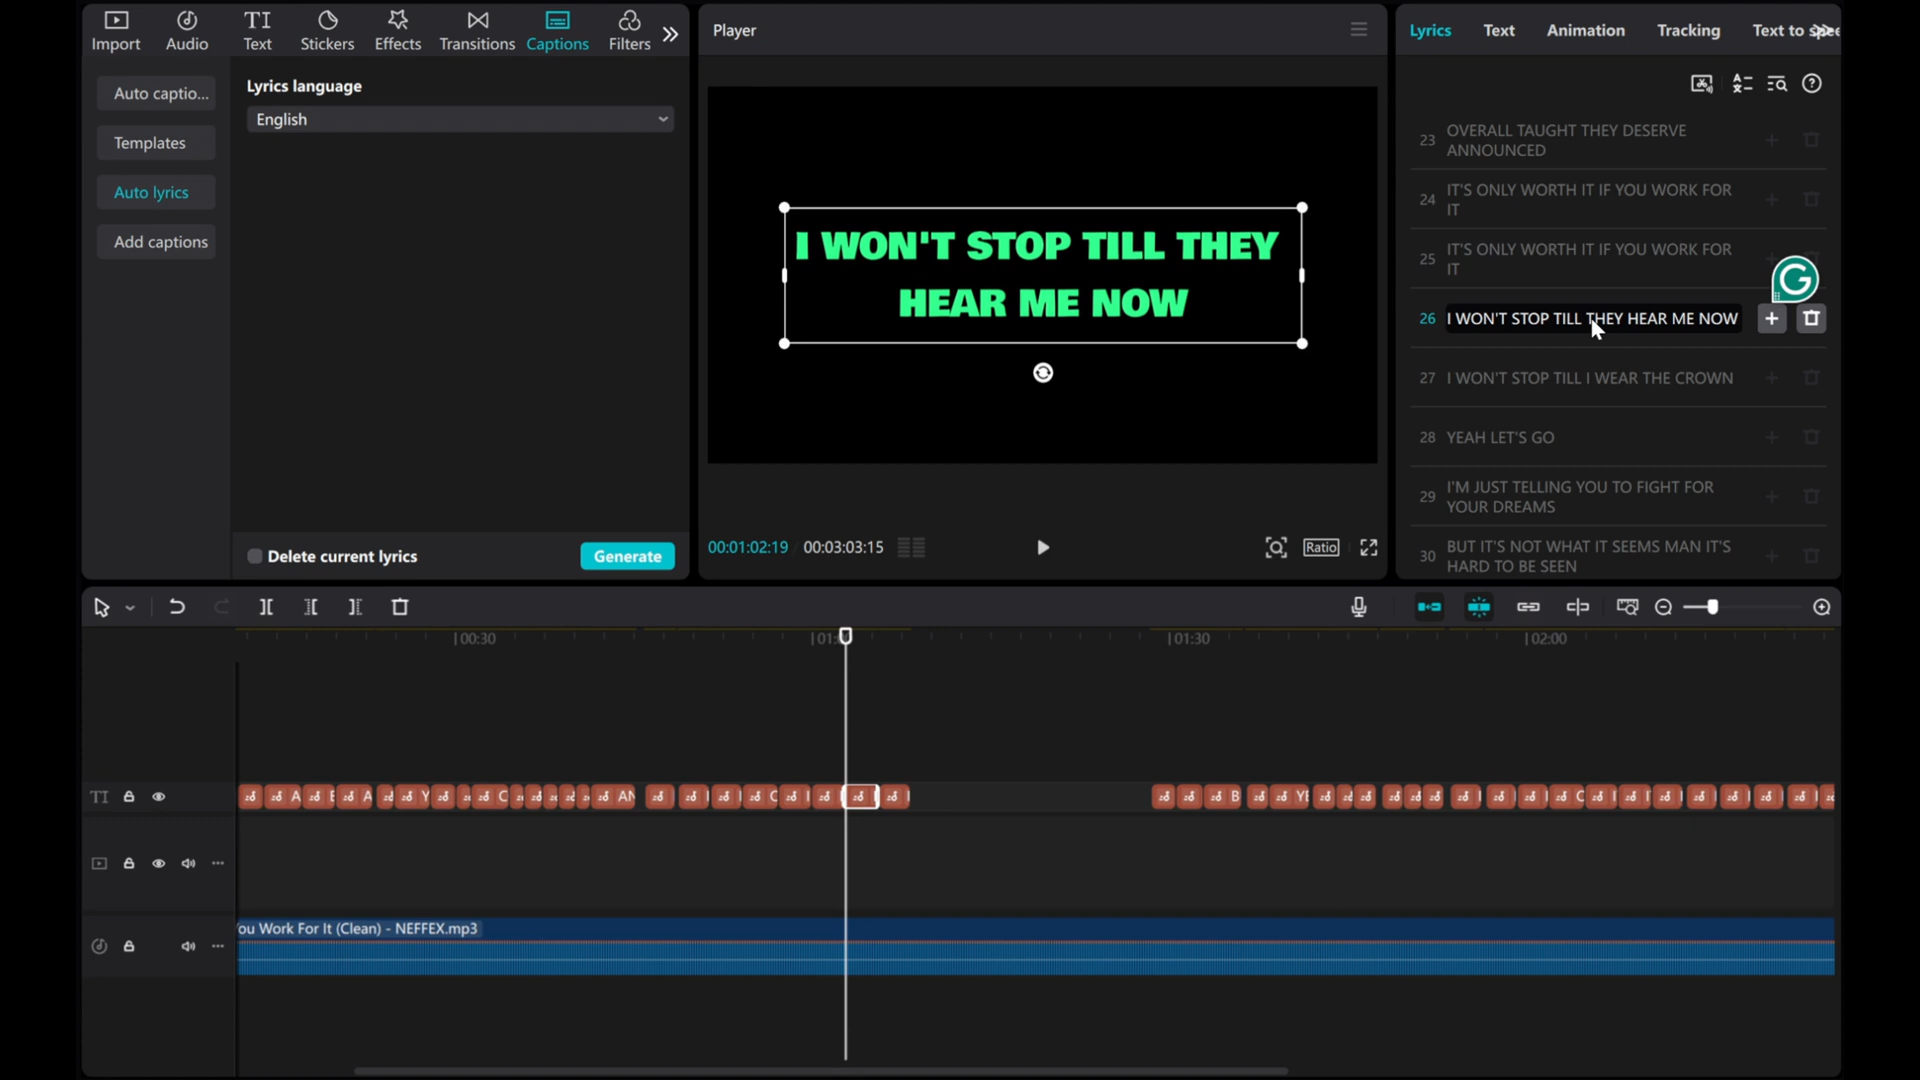 Import
Audio
TI
Text
Stickers
Effects
Transitions
Captions
Filters
Auto captio...
Templates
Auto lyrics
Add captions
Lyrics language
English
Delete current lyrics
Generate
Player
I WON'T STOP TILL THEY
HEAR ME NOW
00:01:02:19
00:03:03:15
Ratio
Lyrics
Text
Animation
Tracking
23
OVERALL TAUGHT THEY DESERVE
ANNOUNCED
24
IT'S ONLY WORTH IT IF YOU WORK FOR
IT
25
IT'S ONLY WORTH IT IF YOU WORK FOR
IT
G
26 I WON'T STOP TILL THEY HEAR ME NOW
27 I WON'T STOP TILL I WEAR THE CROWN
28 YEAH LET'S GO
29
I'M JUST TELLING YOU TO FIGHT FOR
YOUR DREAMS
30
BUT IT'S NOT WHAT IT SEEMS MAN IT'S
HARD TO BE SEEN
00:30
01:30
02:00
TI
ou Work For It (Clean) - NEFFEX.mp3